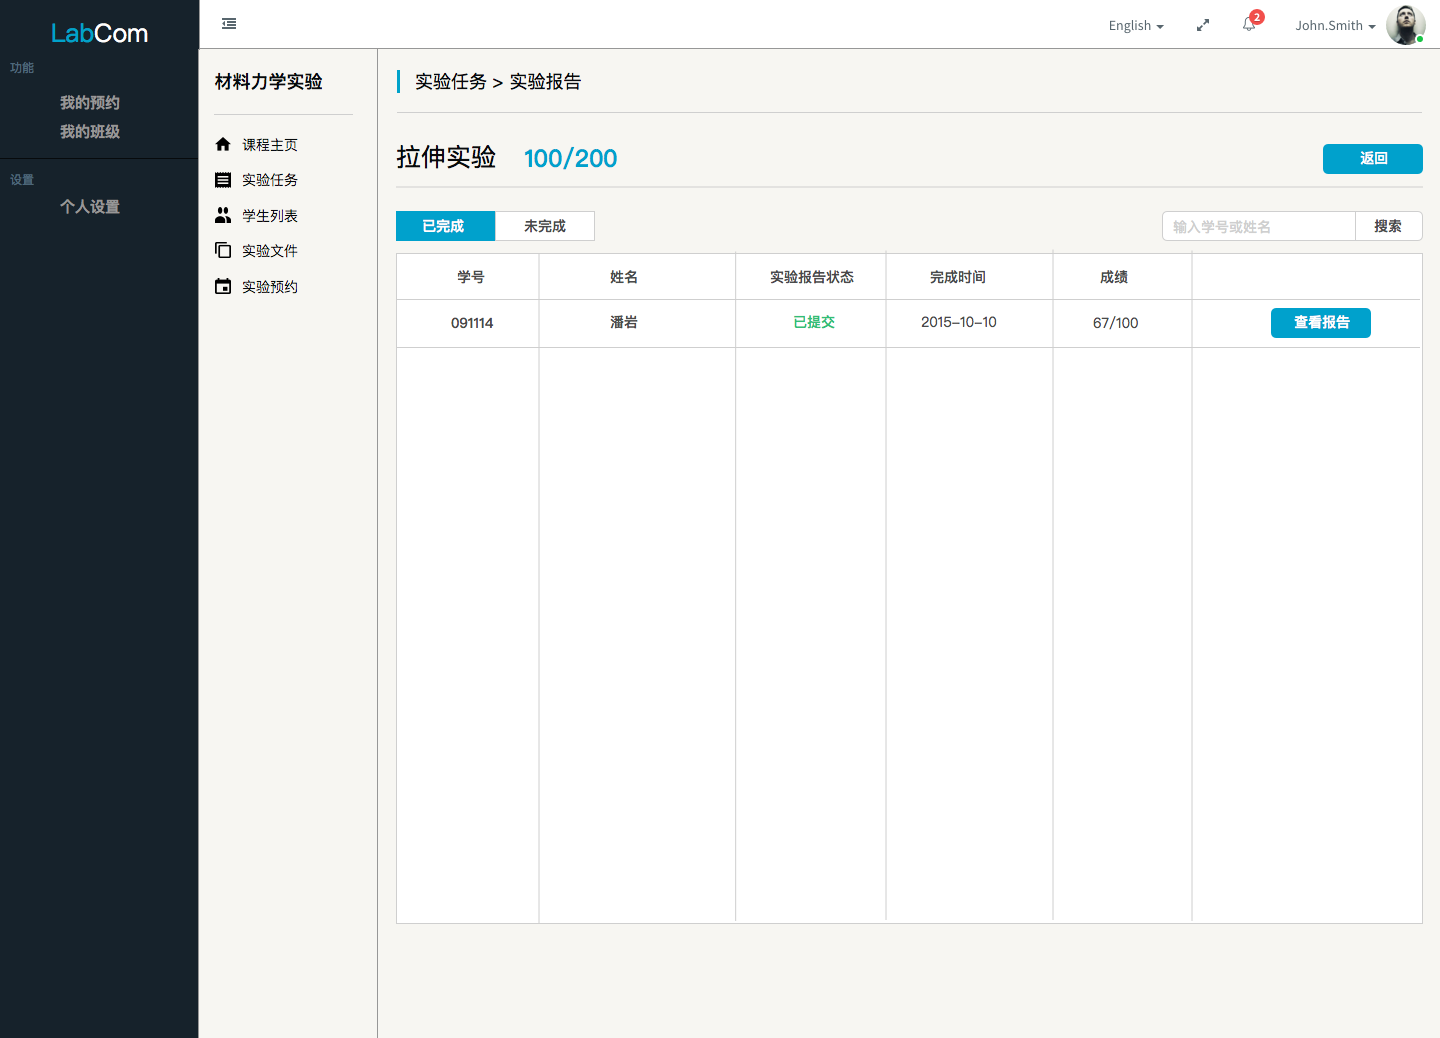 LabCom
功能
我的预约
我的班级
设置
个人设置
English
2
John.Smith
材料力学实验
课程主页
实验任务
学生列表
实验文件
实验预约
实验任务 > 实验报告
拉伸实验 100/200
返回
已完成 未完成
输入学号或姓名 搜索
学号 姓名 实验报告状态 完成时间 成绩
091114 潘岩 已提交 2015-10-10 67/100 查看报告